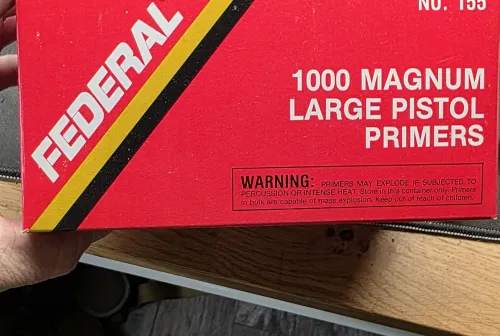 NO. 155
FEDERAL
1000 MAGNUM
LARGE PISTOL
PRIMERS
WARNING: PRIMERS MAY EXPLODE IF SUBJECTED TO
PERCUSSION OR INTENSE HEAT. Store in this container only. Primers
in bulk are capable of mass explosion. Keep out of reach of children.